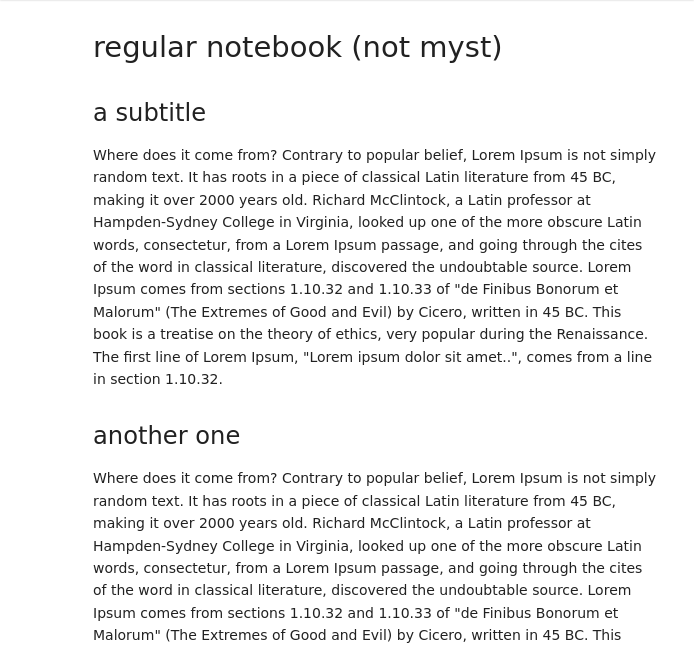 regular notebook (not myst)
a subtitle
Where does it come from? Contrary to popular belief, Lorem Ipsum is not simply
random text. It has roots in a piece of classical Latin literature from 45 BC,
making it over 2000 years old. Richard McClintock, a Latin professor at
Hampden-Sydney College in Virginia, looked up one of the more obscure Latin
words, consectetur, from a Lorem Ipsum passage, and going through the cites
of the word in classical literature, discovered the undoubtable source. Lorem
Ipsum comes from sections 1.10.32 and 1.10.33 of "de Finibus Bonorum et
Malorum" (The Extremes of Good and Evil) by Cicero, written in 45 BC. This
book is a treatise on the theory of ethics, very popular during the Renaissance.
The first line of Lorem Ipsum, "Lorem ipsum dolor sit amet..", comes from a line
in section 1.10.32.
another one
Where does it come from? Contrary to popular belief, Lorem Ipsum is not simply
random text. It has roots in a piece of classical Latin literature from 45 BC,
making it over 2000 years old. Richard McClintock, a Latin professor at
Hampden-Sydney College in Virginia, looked up one of the more obscure Latin
words, consectetur, from a Lorem Ipsum passage, and going through the cites
of the word in classical literature, discovered the undoubtable source. Lorem
Ipsum comes from sections 1.10.32 and 1.10.33 of "de Finibus Bonorum et
Malorum" (The Extremes of Good and Evil) by Cicero, written in 45 BC. This